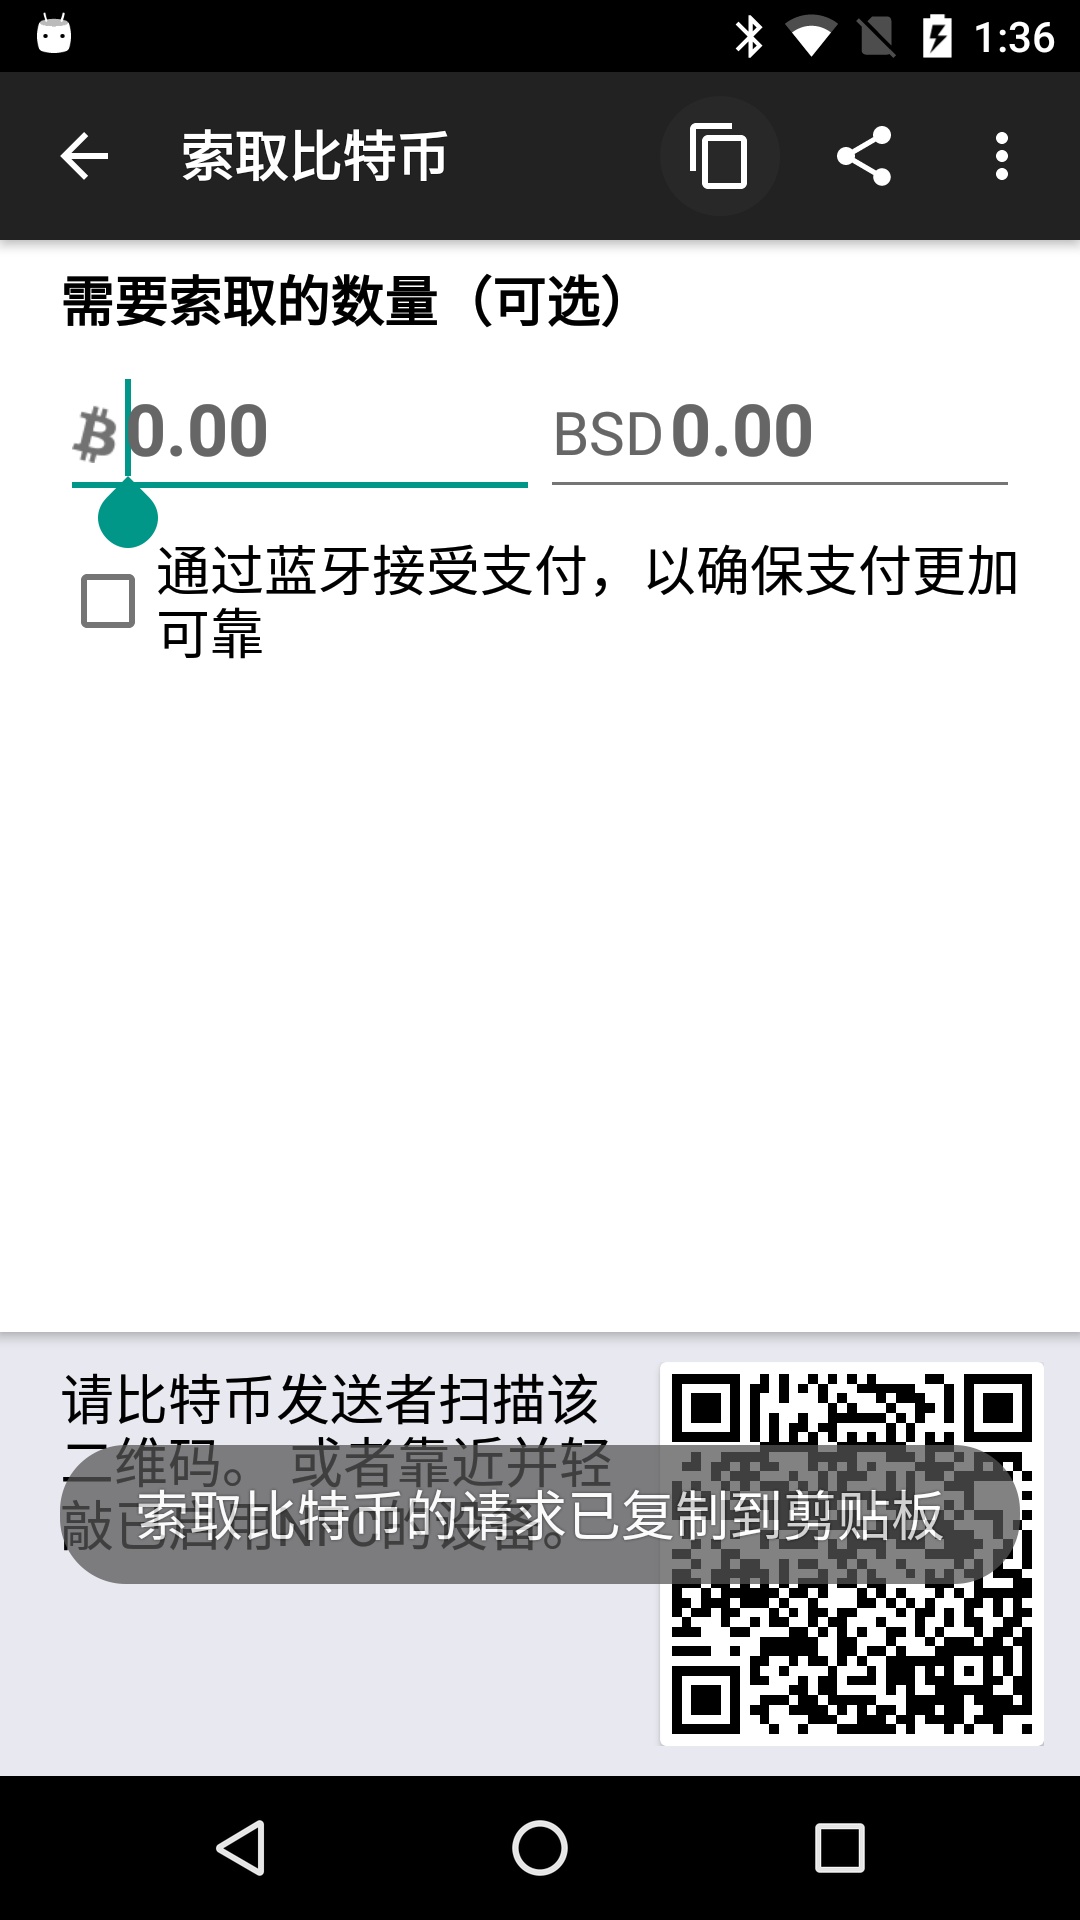 1:36
索取比特币
需要索取的数量（可选）
0.00
BSD 0.00
通过蓝牙接受支付，以确保支付更加
可靠
请比特币发送者扫描该
二维码。 或者靠近并轻
敲已启用NFC的设备。
索取比特币的请求已复制到剪贴板